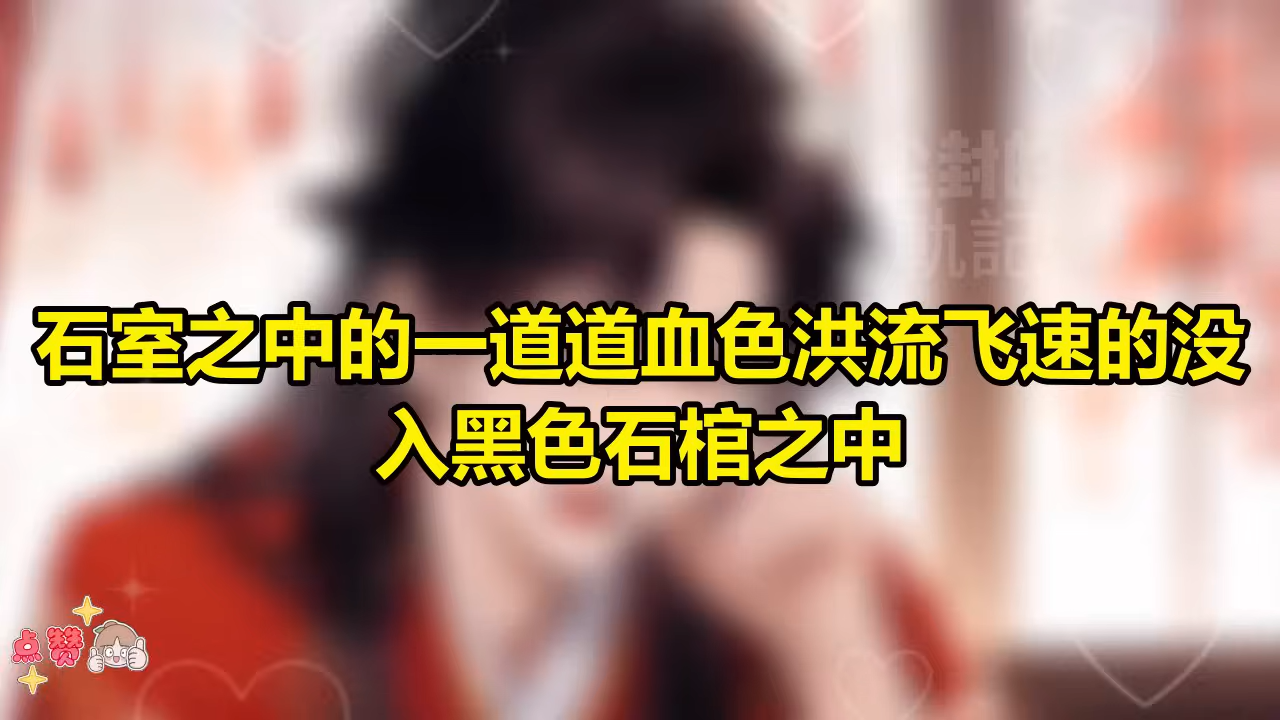 石室之中的一道道血色洪流飞速的没
入黑色石棺之中
点赞